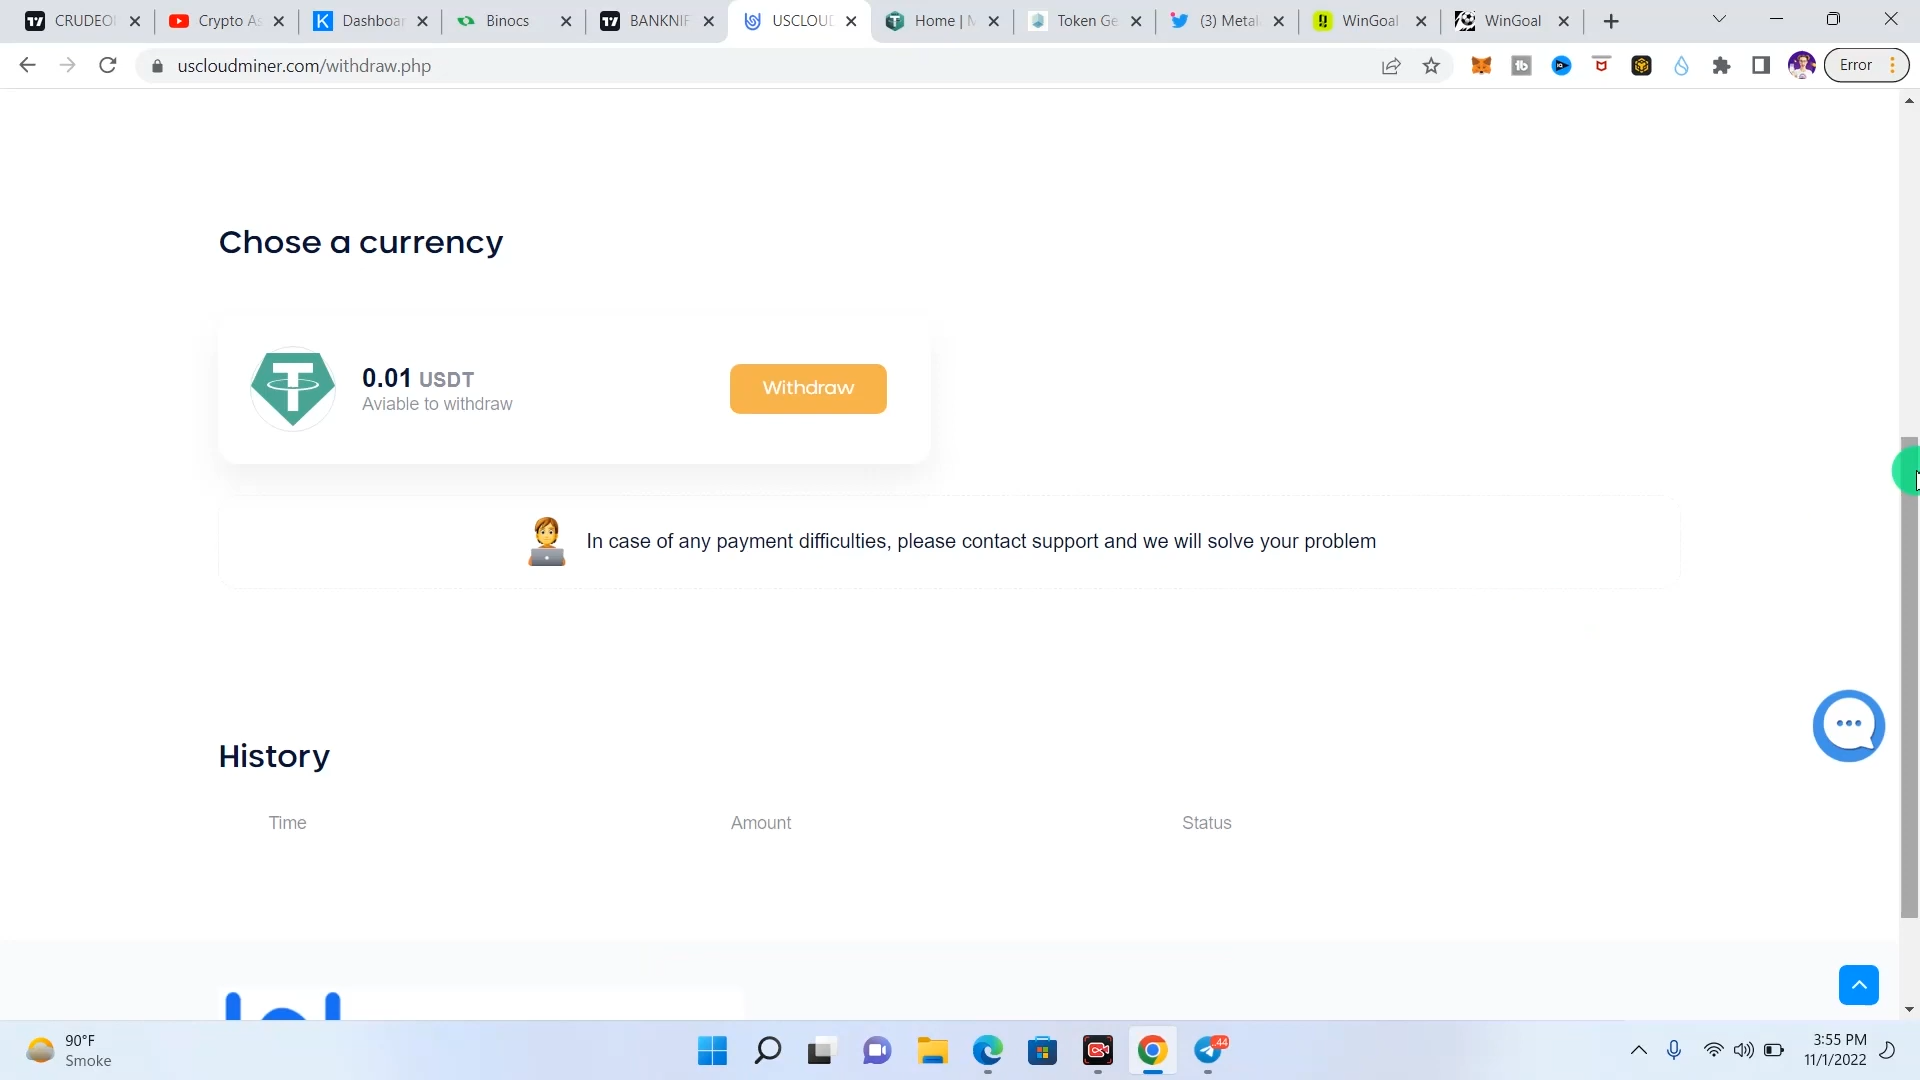 CRUDEOI
Crypto As
Dashboar
Binocs
BANKNIF
USCLOUD
Home | M
Token Ge
(3) Metal
WinGoal
WinGoal
uscloudminer.com/withdraw.php
Error
Chose a currency
0.01 USDT
Aviable to withdraw
Withdraw
In case of any payment difficulties, please contact support and we will solve your problem
History
Time
Amount
Status
90°F
Smoke
44
3:55 PM
11/1/2022